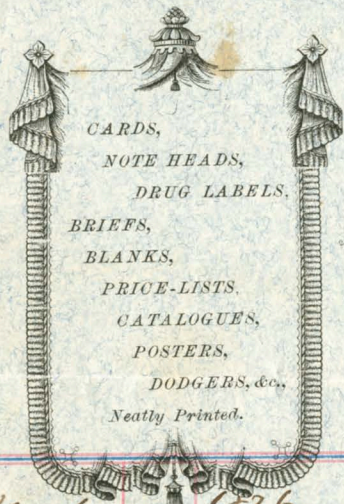 CARDS,
NOTE HEADS,
DRUG LABELS,
BRIEFS,
BLANKS,
PRICE-LISTS,
CATALOGUES,
POSTERS,
DODGERS, &c.,
Neatly Printed.